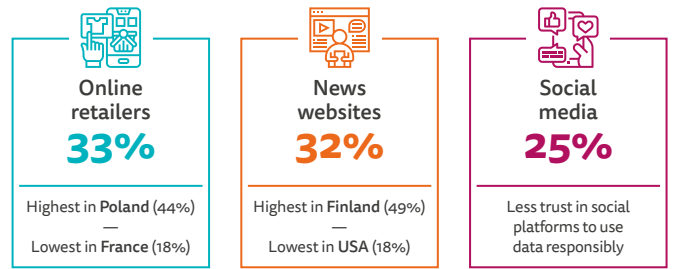 Online
retailers
33%
Highest in Poland (44%)
—
Lowest in France (18%)
News
websites
32%
Highest in Finland (49%)
—
Lowest in USA (18%)
Social
media
25%
Less trust in social
platforms to use
data responsibly